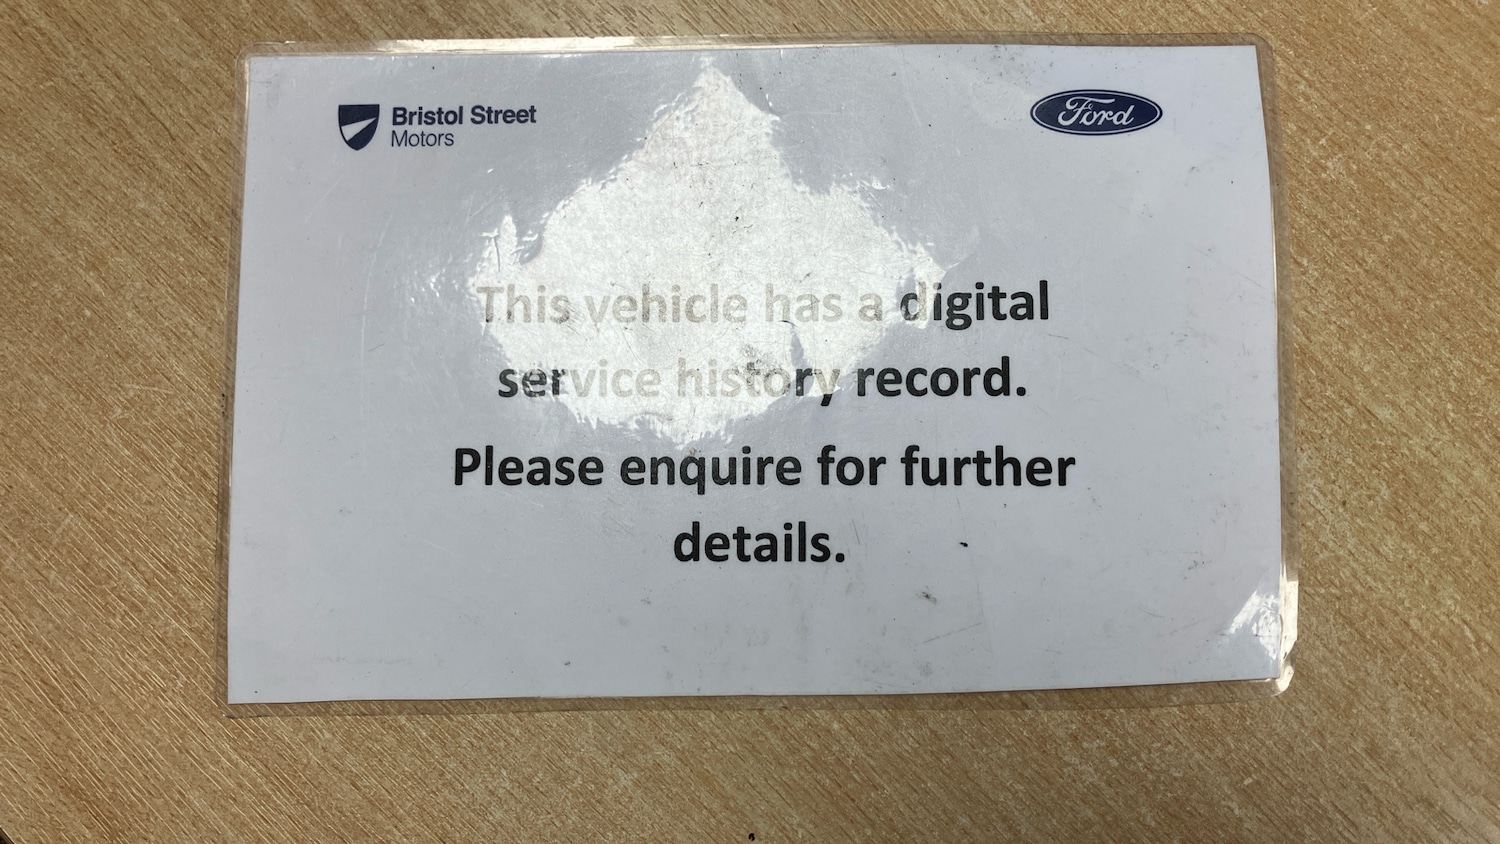 Bristol Street
Motors
Ford
This vehicle has a digital
service history record.
Please enquire for further
details.